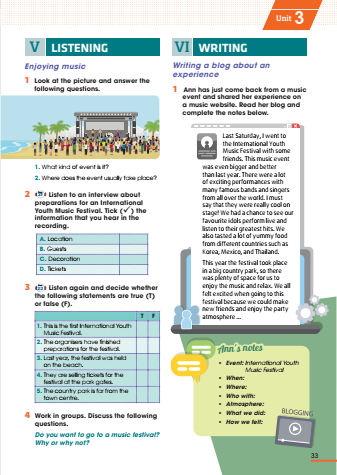 Unit 3
V LISTENING
Enjoying music
1 Look at the picture and answer the
following questions.
1. What kind of event is it?
2. Where does the event usually take place?
2 Listen to an interview about
preparations for an International
Youth Music Festival. Tick (✓) the
information that you hear in the
recording.
A. Location
B. Guests
C. Decoration
D. Tickets
3 Listen again and decide whether
the following statements are true (T)
or false (F).
T F
1. This is the first International Youth
Music Festival.
2. The organisers have finished
preparations for the festival.
3. Last year, the festival was held
on the beach.
4. They are selling tickets for the
festival at the park gates.
5. The country park is far from the
town centre.
4 Work in groups. Discuss the following
questions.
Do you want to go to a music festival?
Why or why not?
VI WRITING
Writing a blog about an
experience
1 Ann has just come back from a music
event and shared her experience on
a music website. Read her blog and
complete the notes below.
Last Saturday, I went to
the International Youth
Music Festival with some
friends. This music event
was even bigger and better
than last year. There were a lot
of exciting performances with
many famous bands and singers
from all over the world. I must
say that they were really cool on
stage! We had a chance to see our
favourite idols perform live and
listen to their greatest hits. We
also tasted a lot of yummy food
from different countries such as
Korea, Mexico, and Thailand.
This year the festival took place
in a big country park, so there
was plenty of space for us to
enjoy the music and relax. We all
felt excited when going to this
festival because we could make
new friends and enjoy the party
atmosphere ...
Ann's notes
• Event: International Youth
Music Festival
• When:
• Where:
• Who with:
• Atmosphere:
• What we did:
• How we felt:
BLOGGING
33